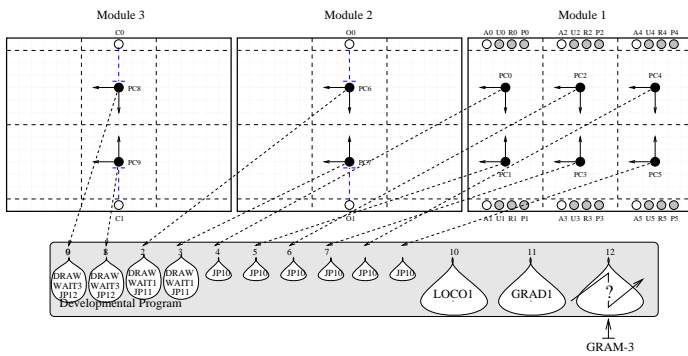 Module 3 Module 2 Module 1
C0 O0 A0 U0 R0 P0 A2 U2 R2 P2 A4 U4 R4 P4
PC8 PC6 PC0 PC2 PC4
PC9 PC7 PC1 PC3 PC5
C1 O1 A1 U1 R1 P1 A3 U3 R3 P3 A5 U5 R5 P5
9 8 2 3 4 5 6 7 10 11 12
DRAW DRAW DRAW DRAW JP10 JP10 JP10 JP10 JP10 JP10
WAIT3 WAIT3 WAIT1 WAIT1
JP12 JP12 JP11 JP11
LOCO1 GRAD1 ?
Developmental Program
GRAM-3